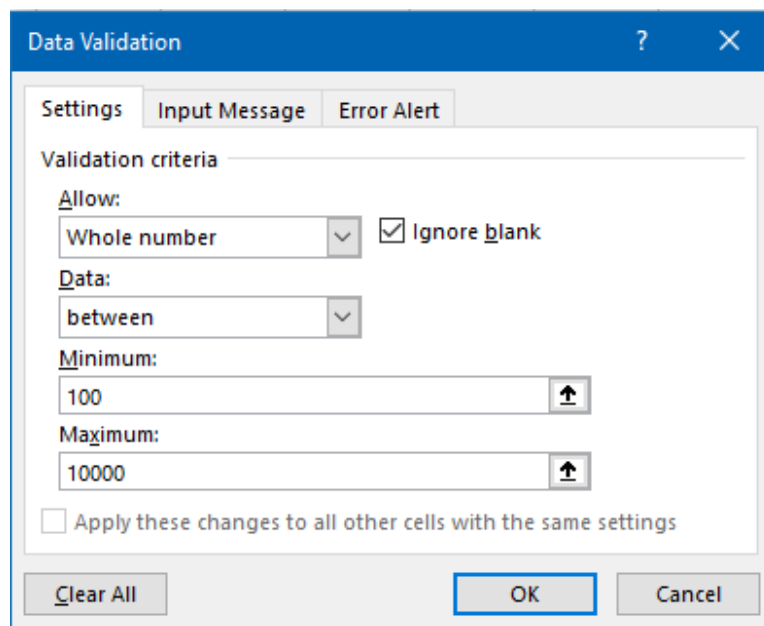 Data Validation ? ×
Settings Input Message Error Alert
Validation criteria
Allow:
Whole number Ignore blank
Data:
between
Minimum:
100
Maximum:
10000
Apply these changes to all other cells with the same settings
Clear All OK Cancel